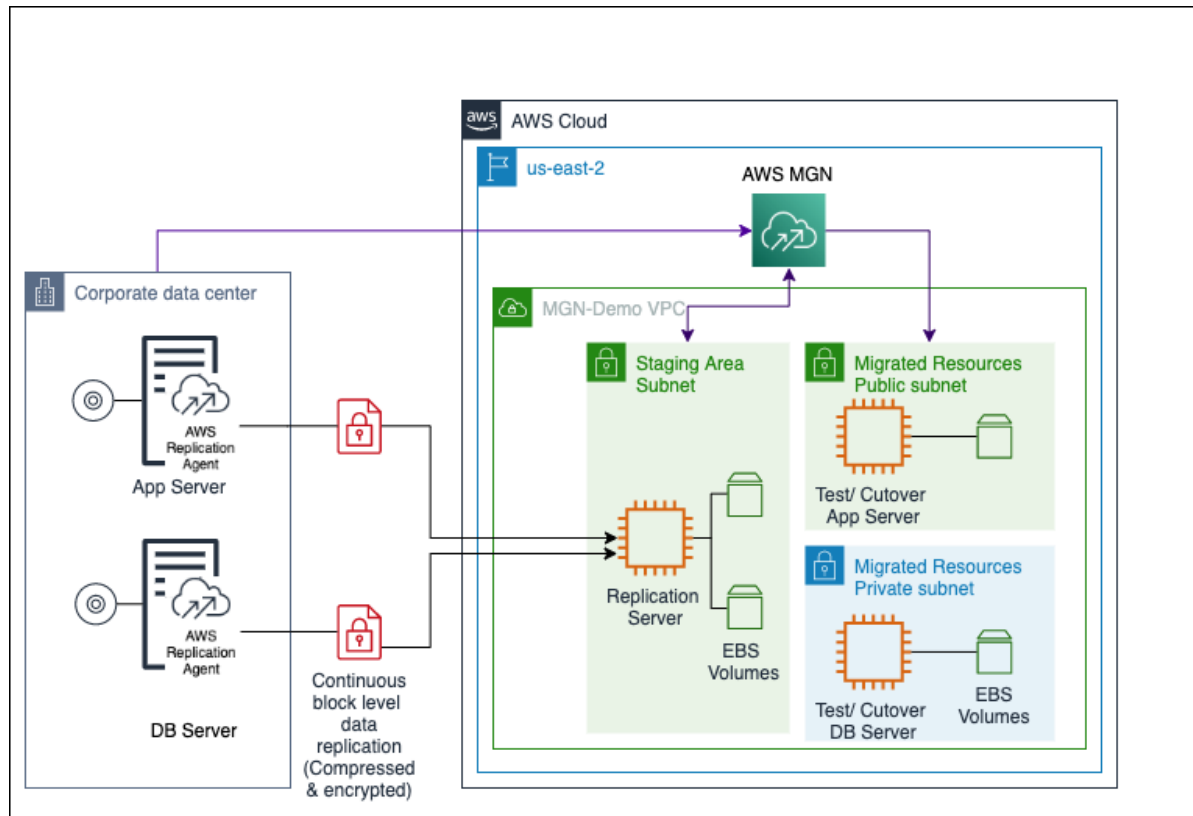 aws
AWS Cloud
us-east-2
AWS MGN
Corporate data center
AWS
Replication
Agent
App Server
AWS
Replication
Agent
DB Server
Continuous
block level
data
replication
(Compressed
& encrypted)
MGN-Demo VPC
Staging Area
Subnet
Replication
Server
EBS
Volumes
Migrated Resources
Public subnet
Test/ Cutover
App Server
Migrated Resources
Private subnet
Test/ Cutover
DB Server
EBS
Volumes